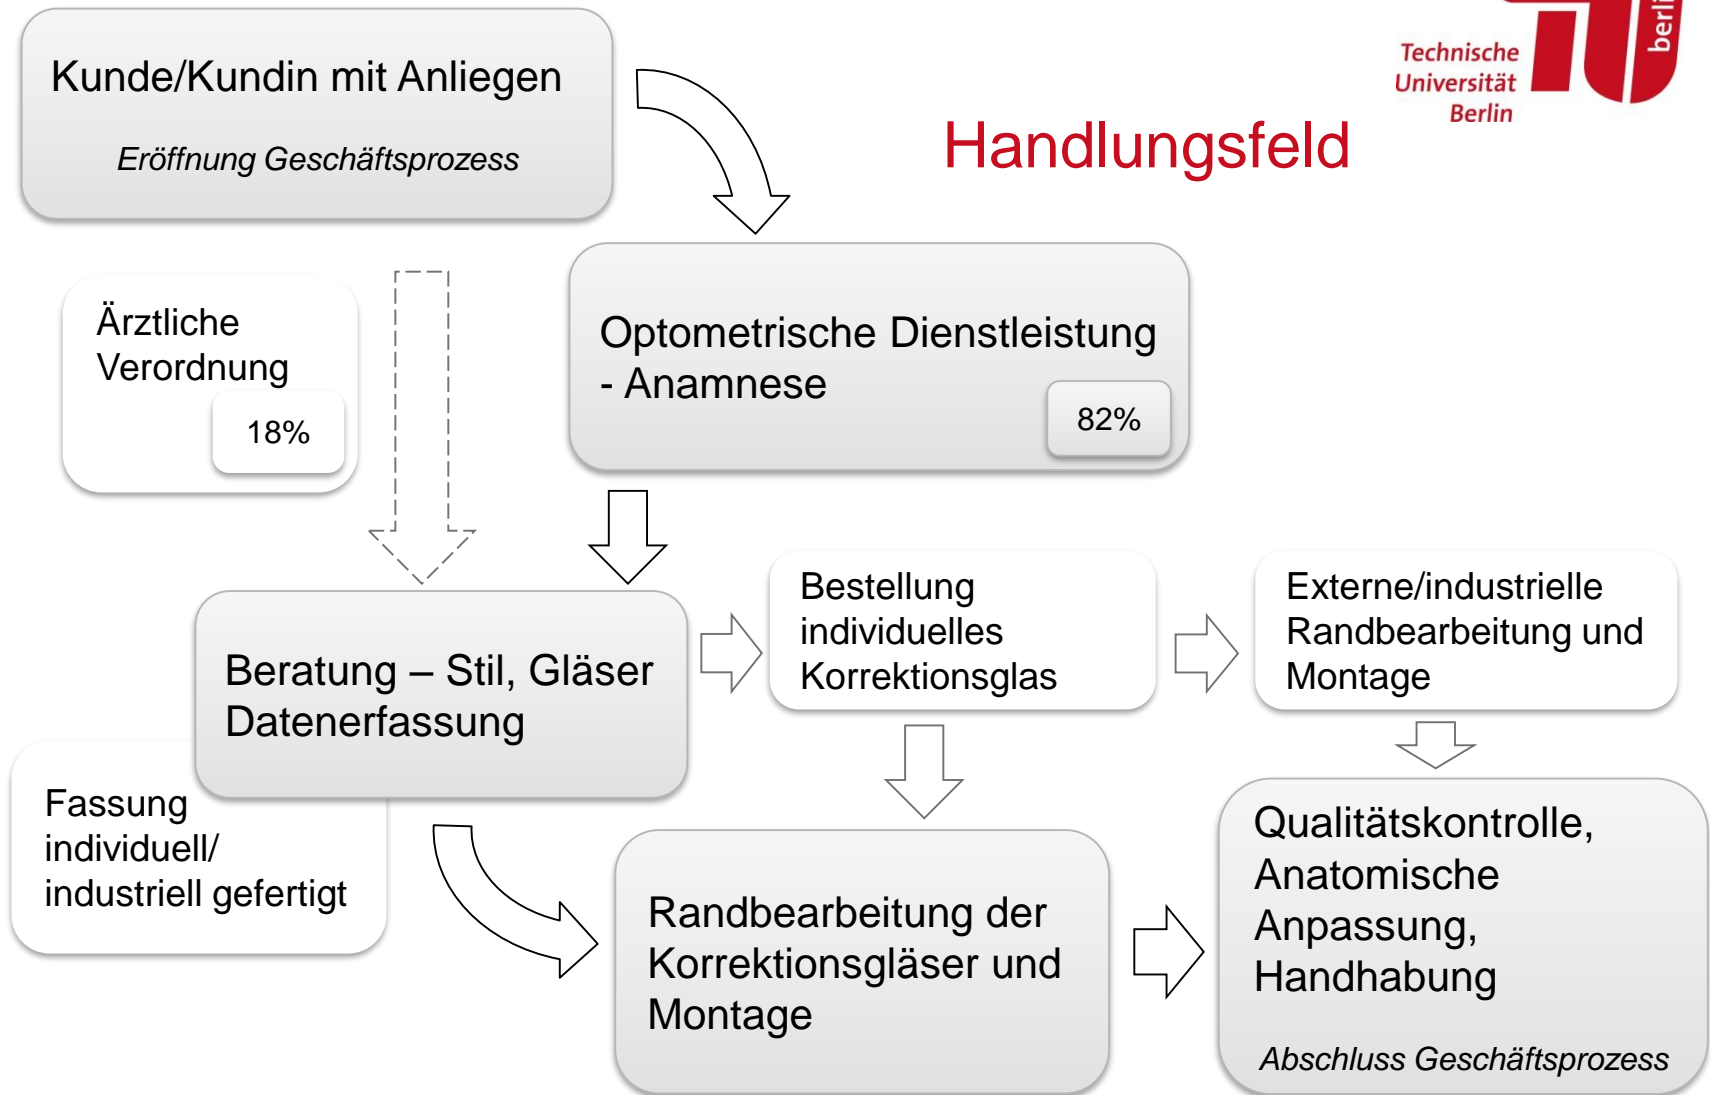 Kunde/Kundin mit Anliegen
Eröffnung Geschäftsprozess
Technische
Universität
Berlin
berlin
Handlungsfeld
Ärztliche
Verordnung
18%
Optometrische Dienstleistung
- Anamnese
82%
Beratung – Stil, Gläser
Datenerfassung
Bestellung
individuelles
Korrektionsglas
Externe/industrielle
Randbearbeitung und
Montage
Fassung
individuell/
industriell gefertigt
Randbearbeitung der
Korrektionsgläser und
Montage
Qualitätskontrolle,
Anatomische
Anpassung,
Handhabung
Abschluss Geschäftsprozess